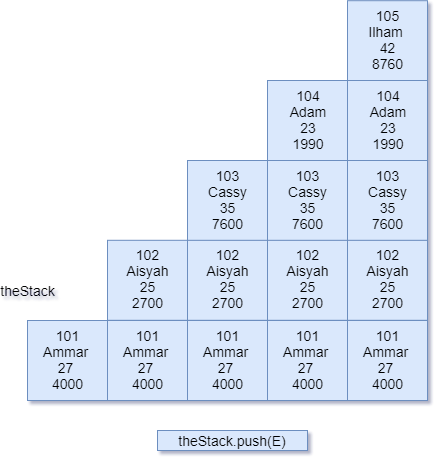 105
Ilham
42
8760
104
Adam
23
1990
104
Adam
23
1990
103
Cassy
35
7600
103
Cassy
35
7600
103
Cassy
35
7600
102
Aisyah
25
2700
102
Aisyah
25
2700
102
Aisyah
25
2700
102
Aisyah
25
2700
theStack
101
Ammar
27
4000
101
Ammar
27
4000
101
Ammar
27
4000
101
Ammar
27
4000
101
Ammar
27
4000
theStack.push(E)